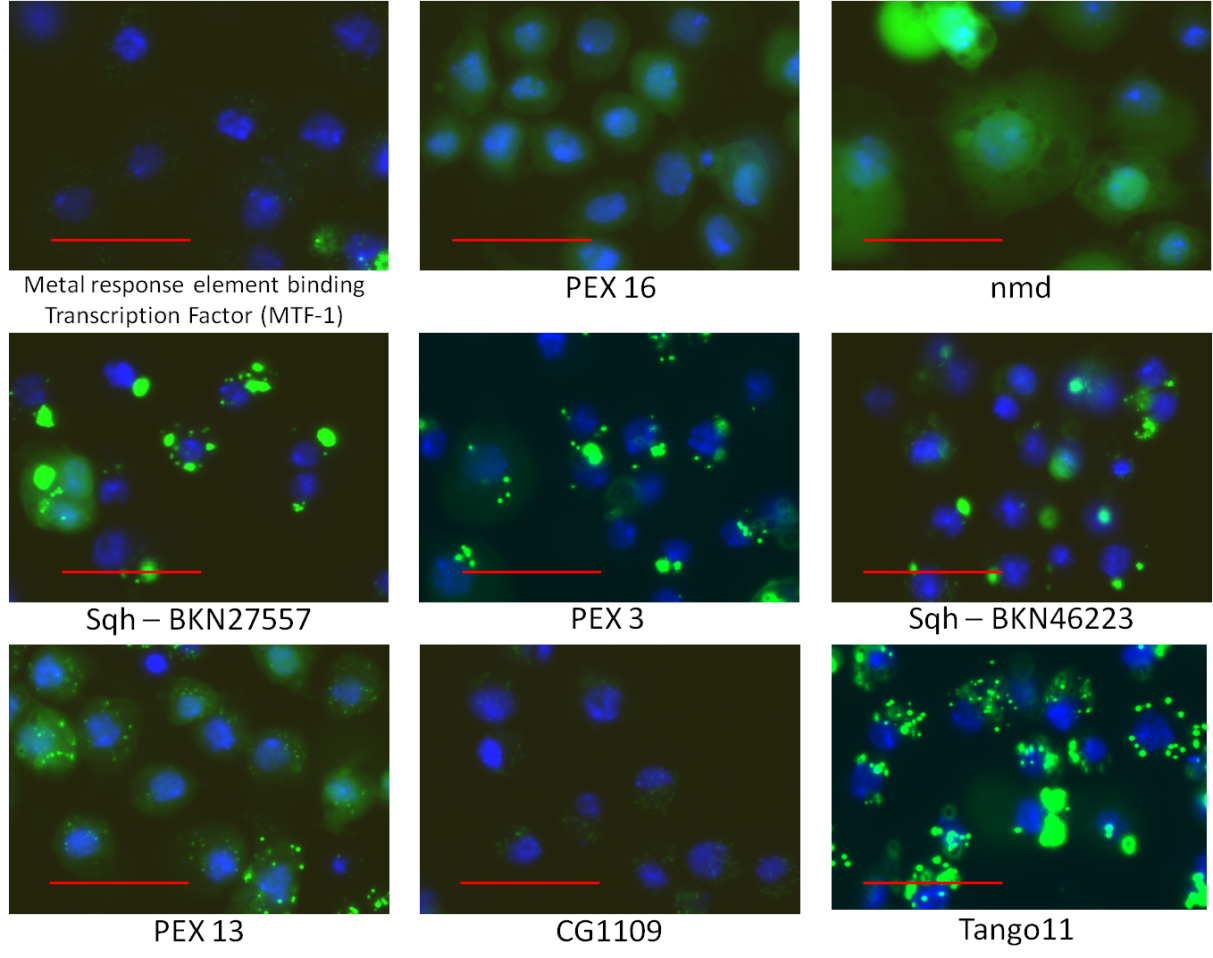 Metal response element binding
Transcription Factor (MTF-1)
PEX 16
nmd
Sqh – BKN27557
PEX 3
Sqh – BKN46223
PEX 13
CG1109
Tango11